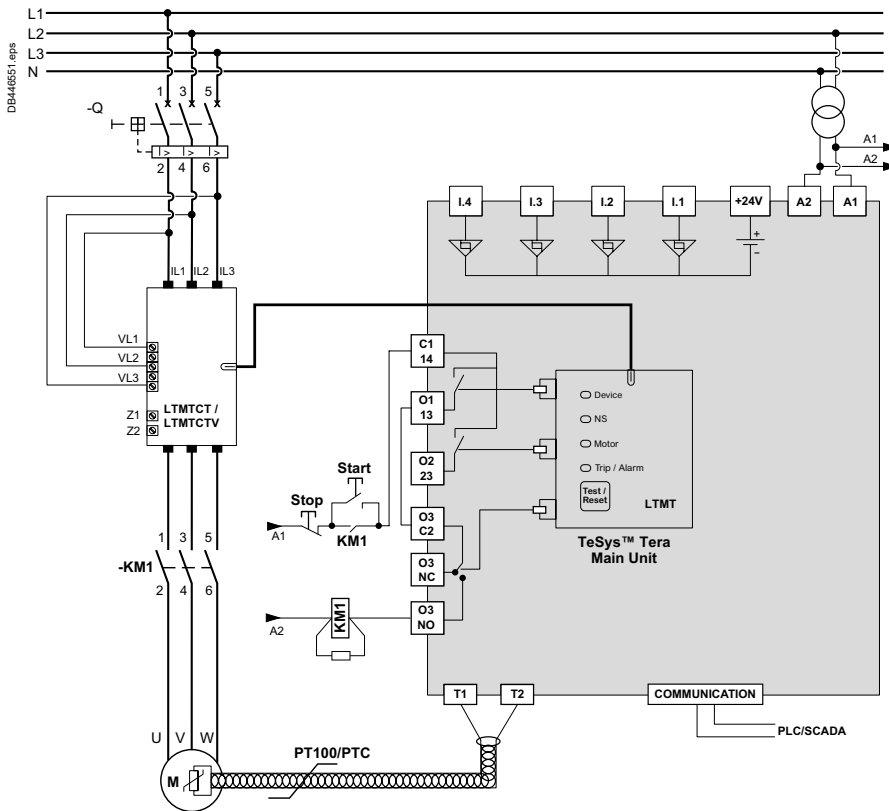 L1
L2
L3
N
DB446551.eps
1 3 5
-Q
I> I> I>
2 4 6
A1
A2
I.4 I.3 I.2 I.1 +24V A2 A1
+
−
IL1 IL2 IL3
VL1
VL2
VL3
LTMTCT /
LTMTCTV
Z1
Z2
C1
14
O1
13
O2
23
O3
C2
O3
NC
O3
NO
Device
NS
Motor
Trip / Alarm
Test /
Reset
LTMT
TeSys™ Tera
Main Unit
Start
Stop
A1
KM1
A2
KM1
1 3 5
-KM1
2 4 6
T1 T2
COMMUNICATION
PLC/SCADA
U V W
M
PT100/PTC